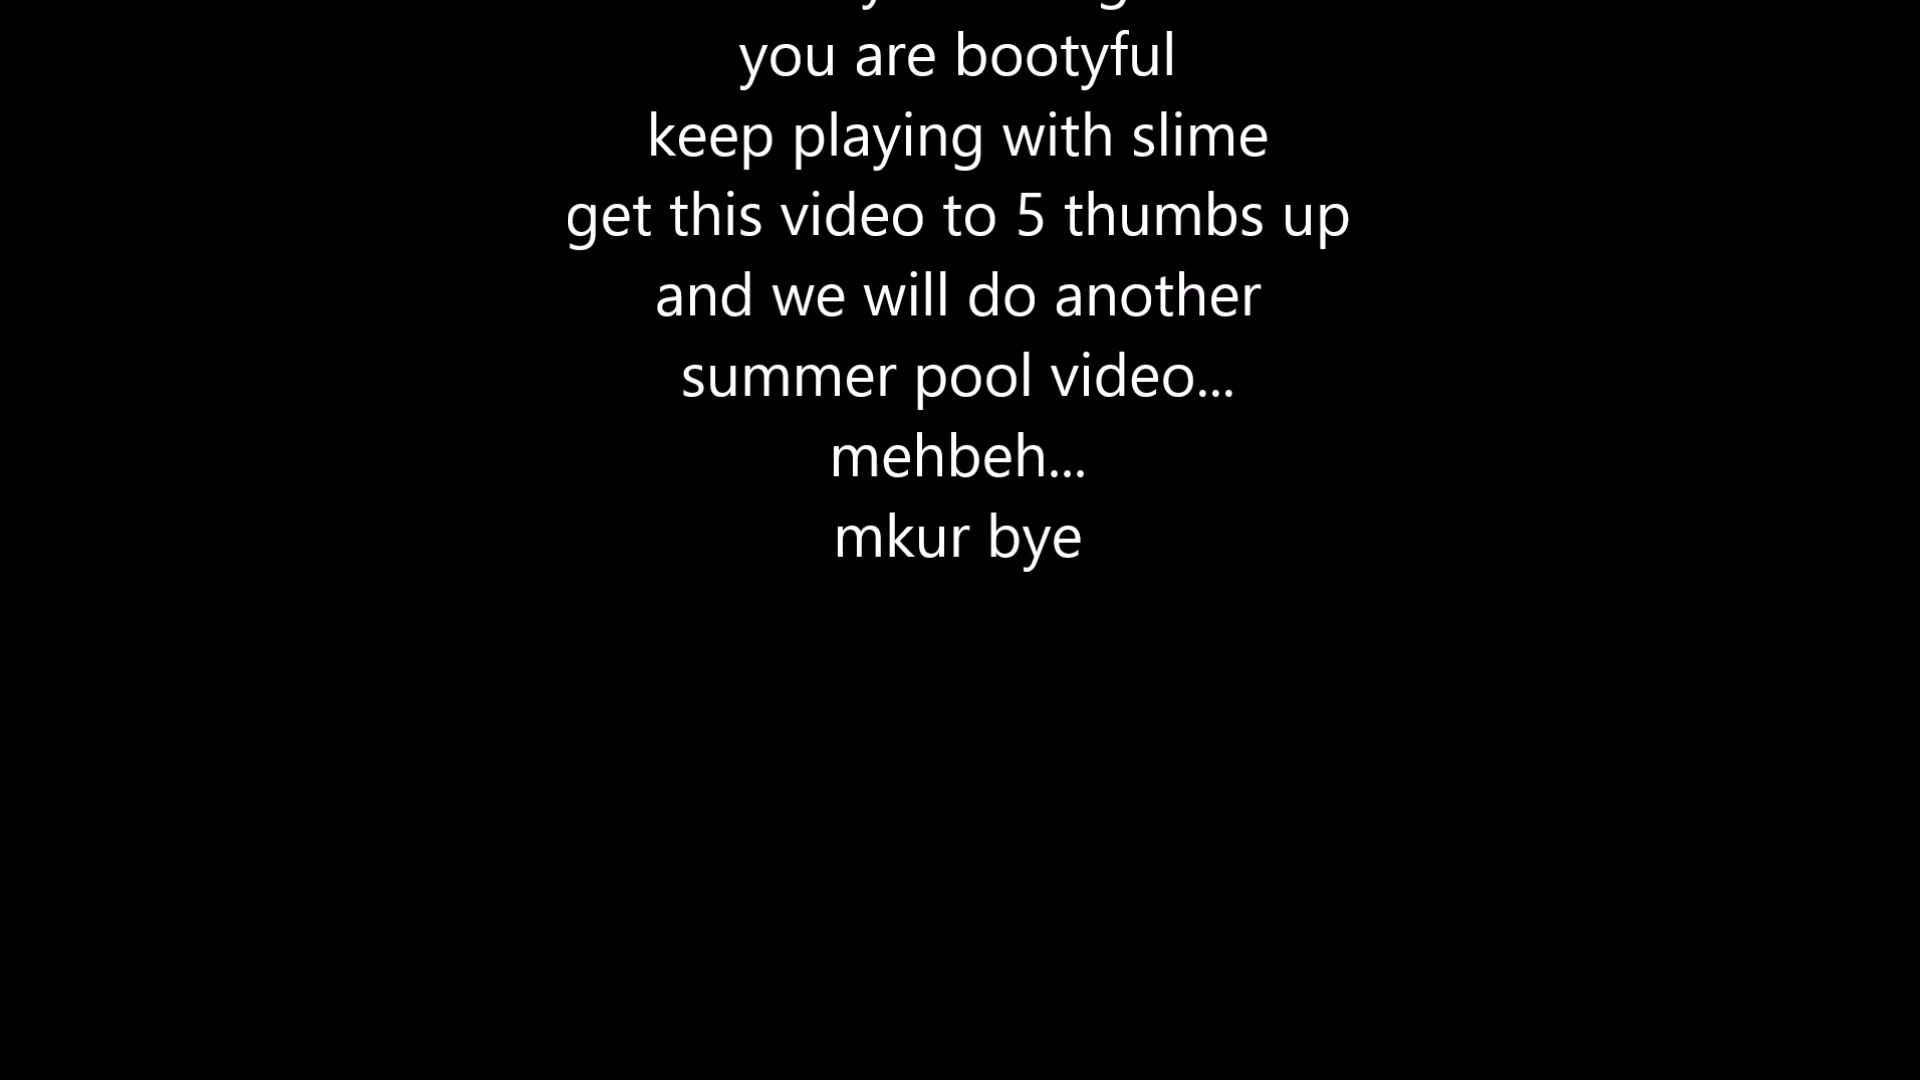 you are bootyful
keep playing with slime
get this video to 5 thumbs up
and we will do another
summer pool video...
mehbeh...
mkur bye